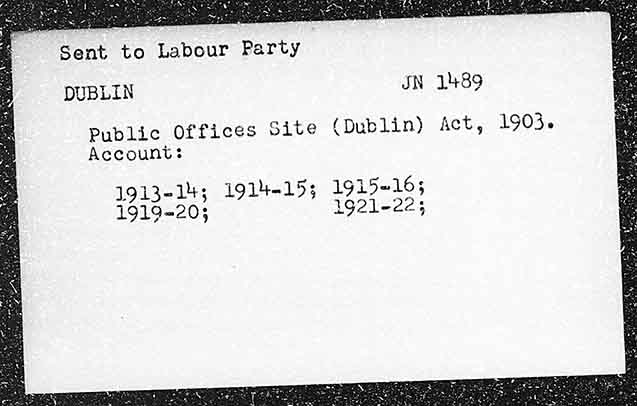 Sent to Labour Party
DUBLIN JN 1489
Public Offices Site (Dublin) Act, 1903.
Account:
1913-14; 1914-15; 1915-16;
1919-20; 1921-22;